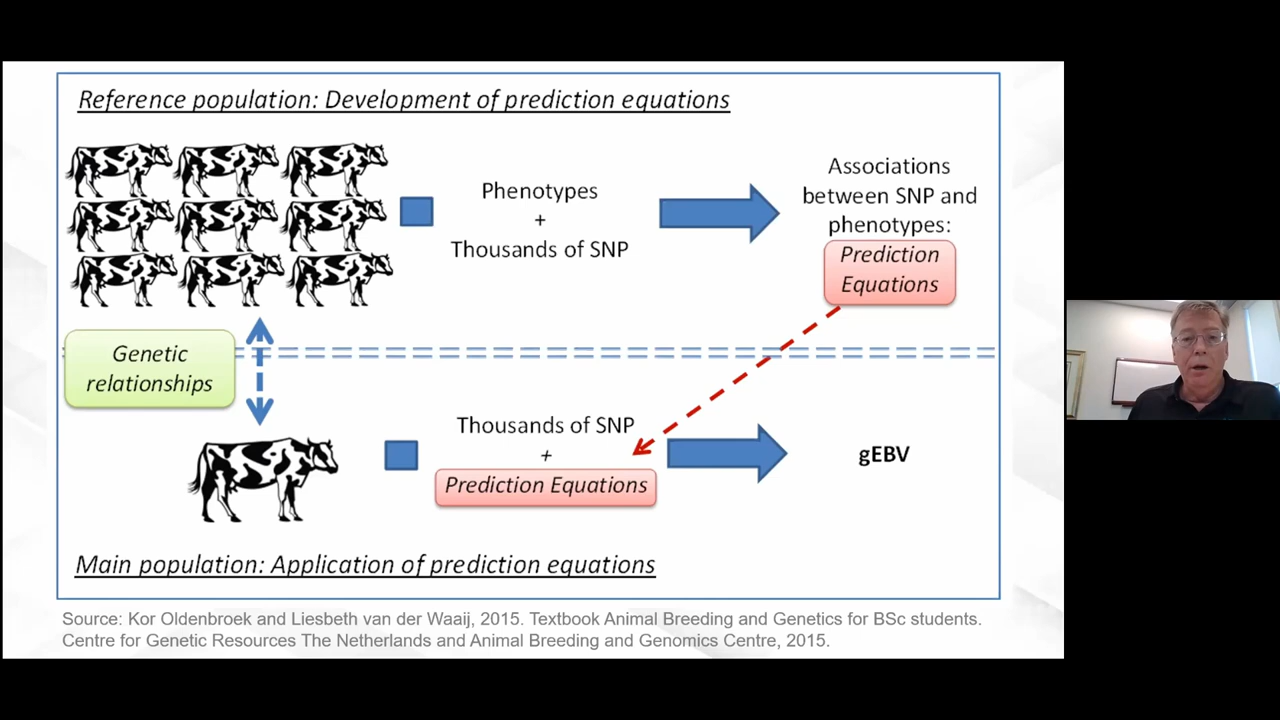 Reference population: Development of prediction equations
Phenotypes
+
Thousands of SNP
Associations
between SNP and
phenotypes:
Prediction
Equations
Genetic
relationships
Thousands of SNP
+
Prediction Equations
gEBV
Main population: Application of prediction equations
Source: Kor Oldenbroek and Liesbeth van der Waaij, 2015. Textbook Animal Breeding and Genetics for BSc students.
Centre for Genetic Resources The Netherlands and Animal Breeding and Genomics Centre, 2015.